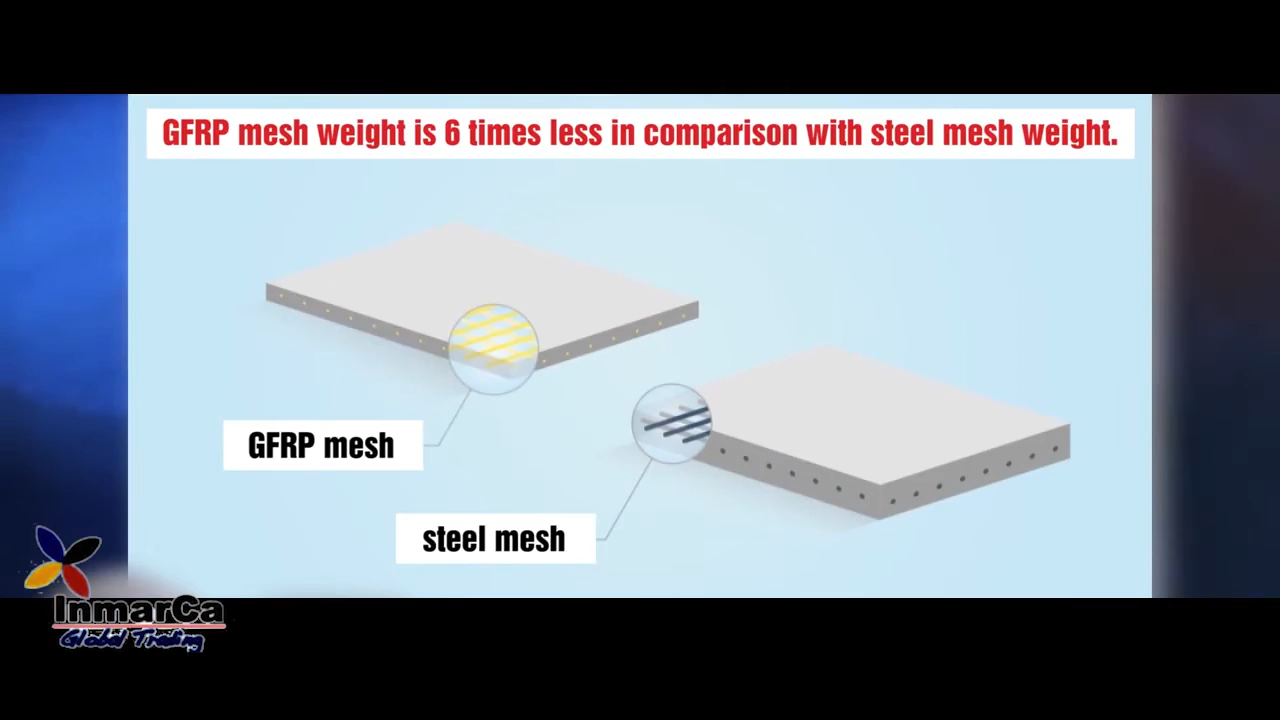 GFRP mesh weight is 6 times less in comparison with steel mesh weight.
GFRP mesh
steel mesh
InmarCa
Global Trading